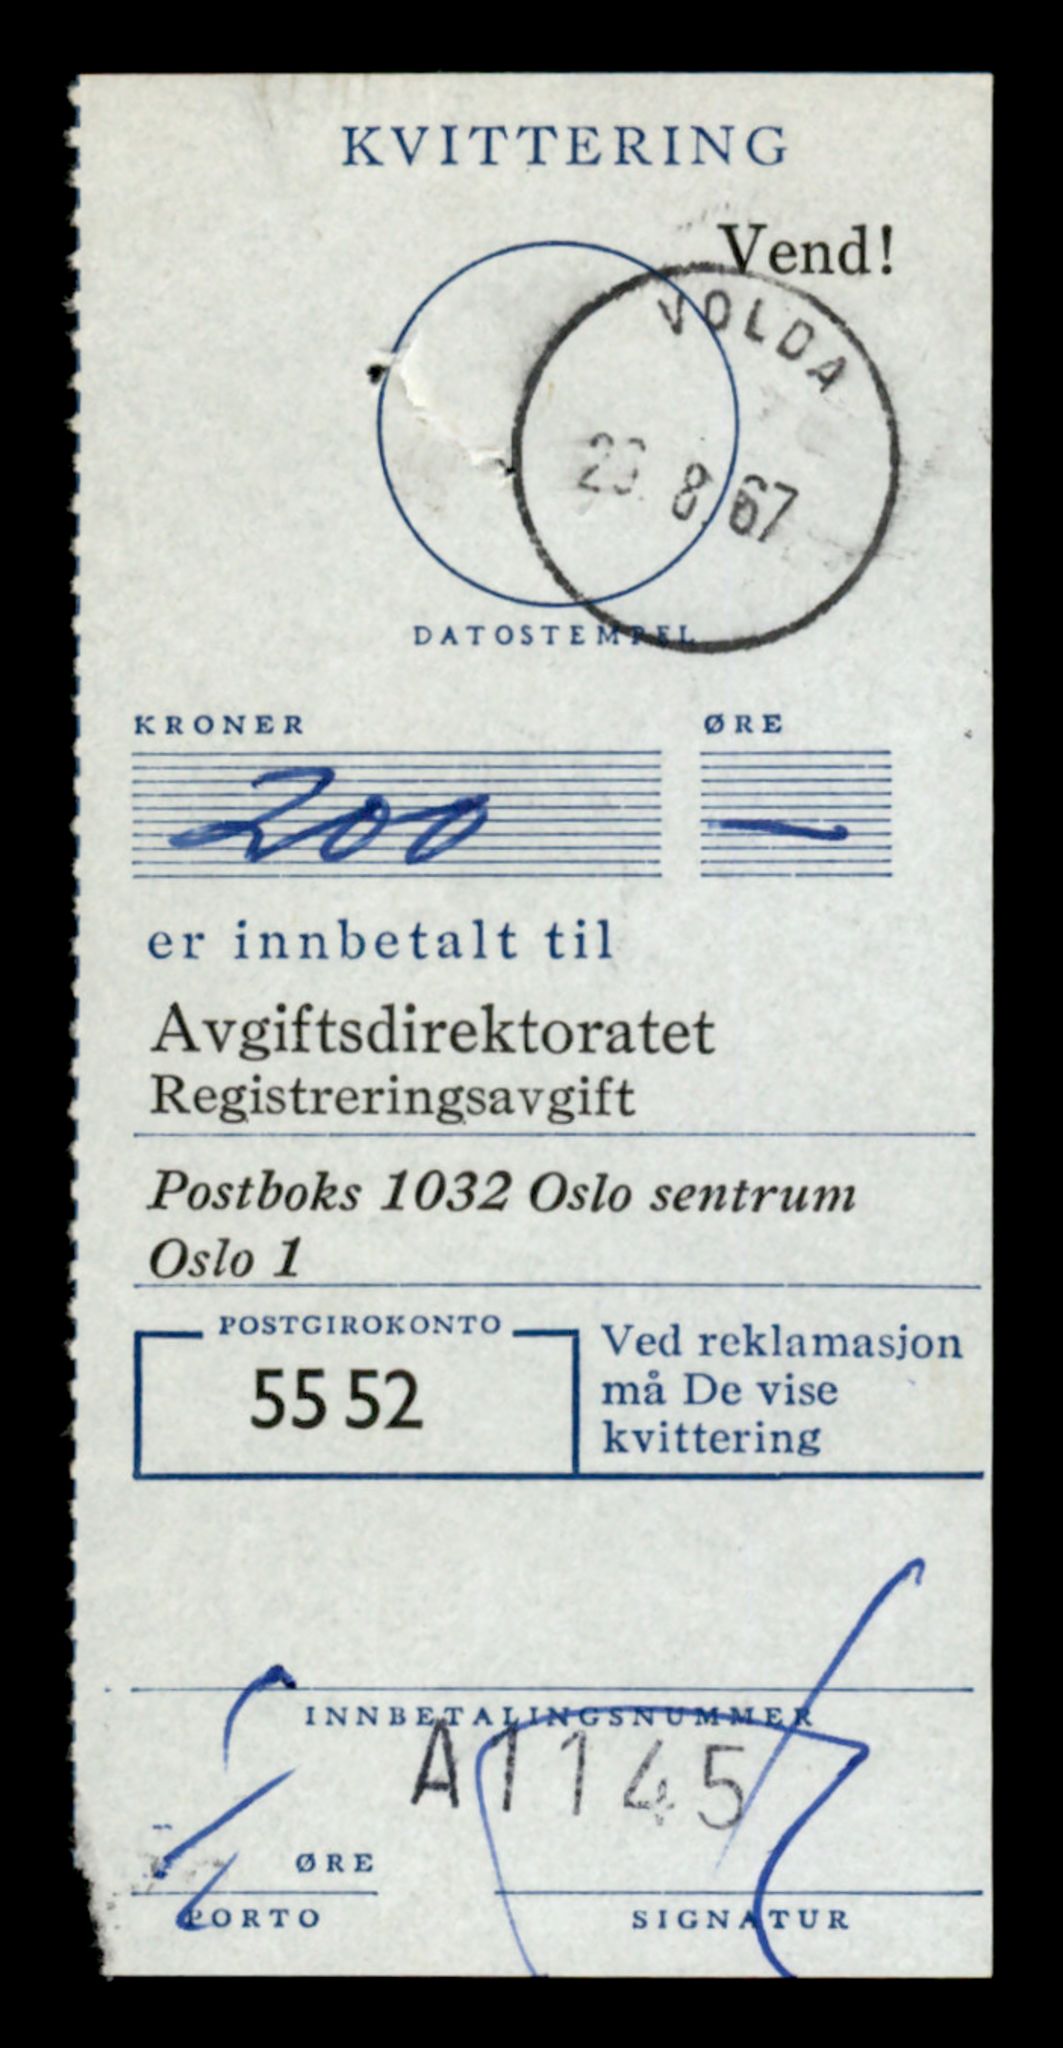 KVITTERING
Vend!
VOLDA
8.67
DATOSTEMPEL
KRONER ØRE
200 —
er innbetalt til
Avgiftsdirektoratet
Registreringsavgift
Postboks 1032 Oslo sentrum
Oslo 1
POSTGIROKONTO
55 52
Ved reklamasjon
må De vise
kvittering
INNBETALINGSNUMMER
A1145
ØRE
PORTO SIGNATUR